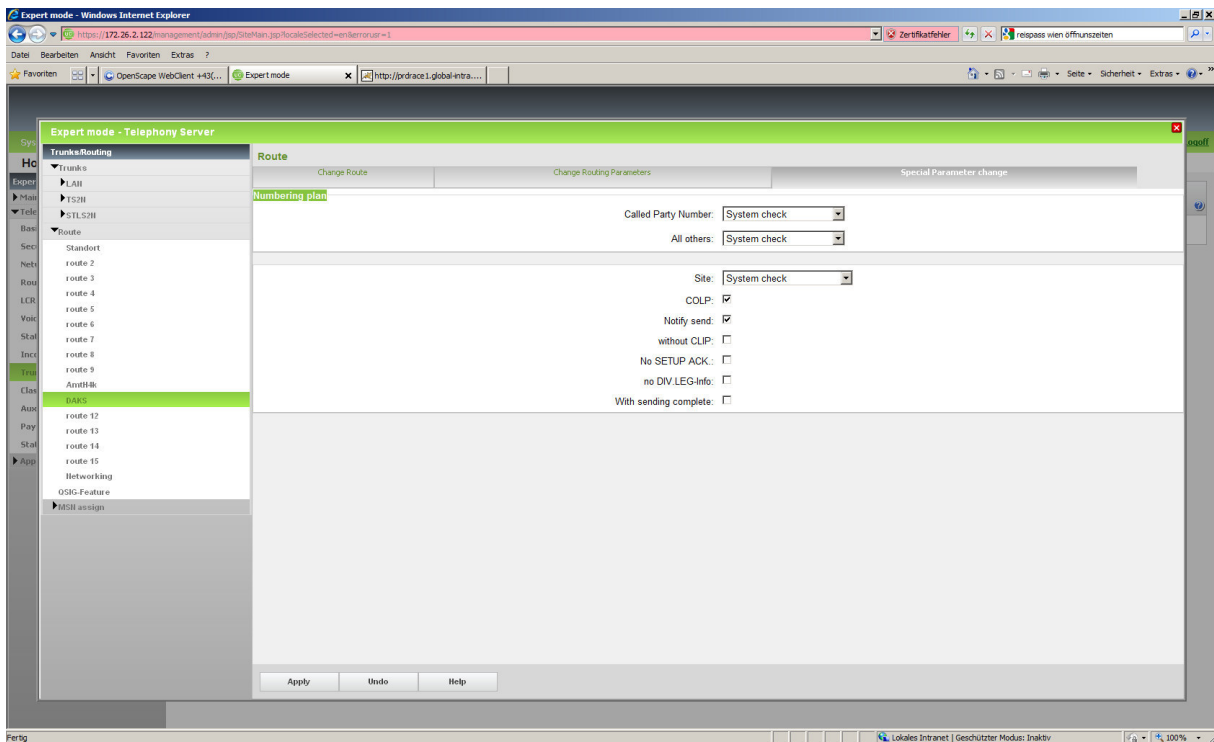 Expert mode - Windows Internet Explorer
https://172.26.2.122/management/admin/jsp/SiteMain.jsp?localeSelected=en&errorusr=1
Zertifikatfehler
reispass wien öffnunszeiten
Datei Bearbeiten Ansicht Favoriten Extras ?
Favoriten
OpenScape WebClient +43(...
Expert mode
http://prdrace1.global-intra....
Seite Sicherheit Extras
Expert mode - Telephony Server
Trunks/Routing
Trunks
LAN
TS2N
STLS2N
Route
Standort
route 2
route 3
route 4
route 5
route 6
route 7
route 8
route 9
AmtH4k
DAKS
route 12
route 13
route 14
route 15
Networking
QSIG-Feature
MSN assign
Route
Change Route
Change Routing Parameters
Special Parameter change
Numbering plan
Called Party Number: System check
All others: System check
Site: System check
COLP:
Notify send:
without CLIP:
No SETUP ACK.:
no DIV.LEG-Info:
With sending complete:
Apply Undo Help
Fertig
Lokales Intranet | Geschützter Modus: Inaktiv
100%